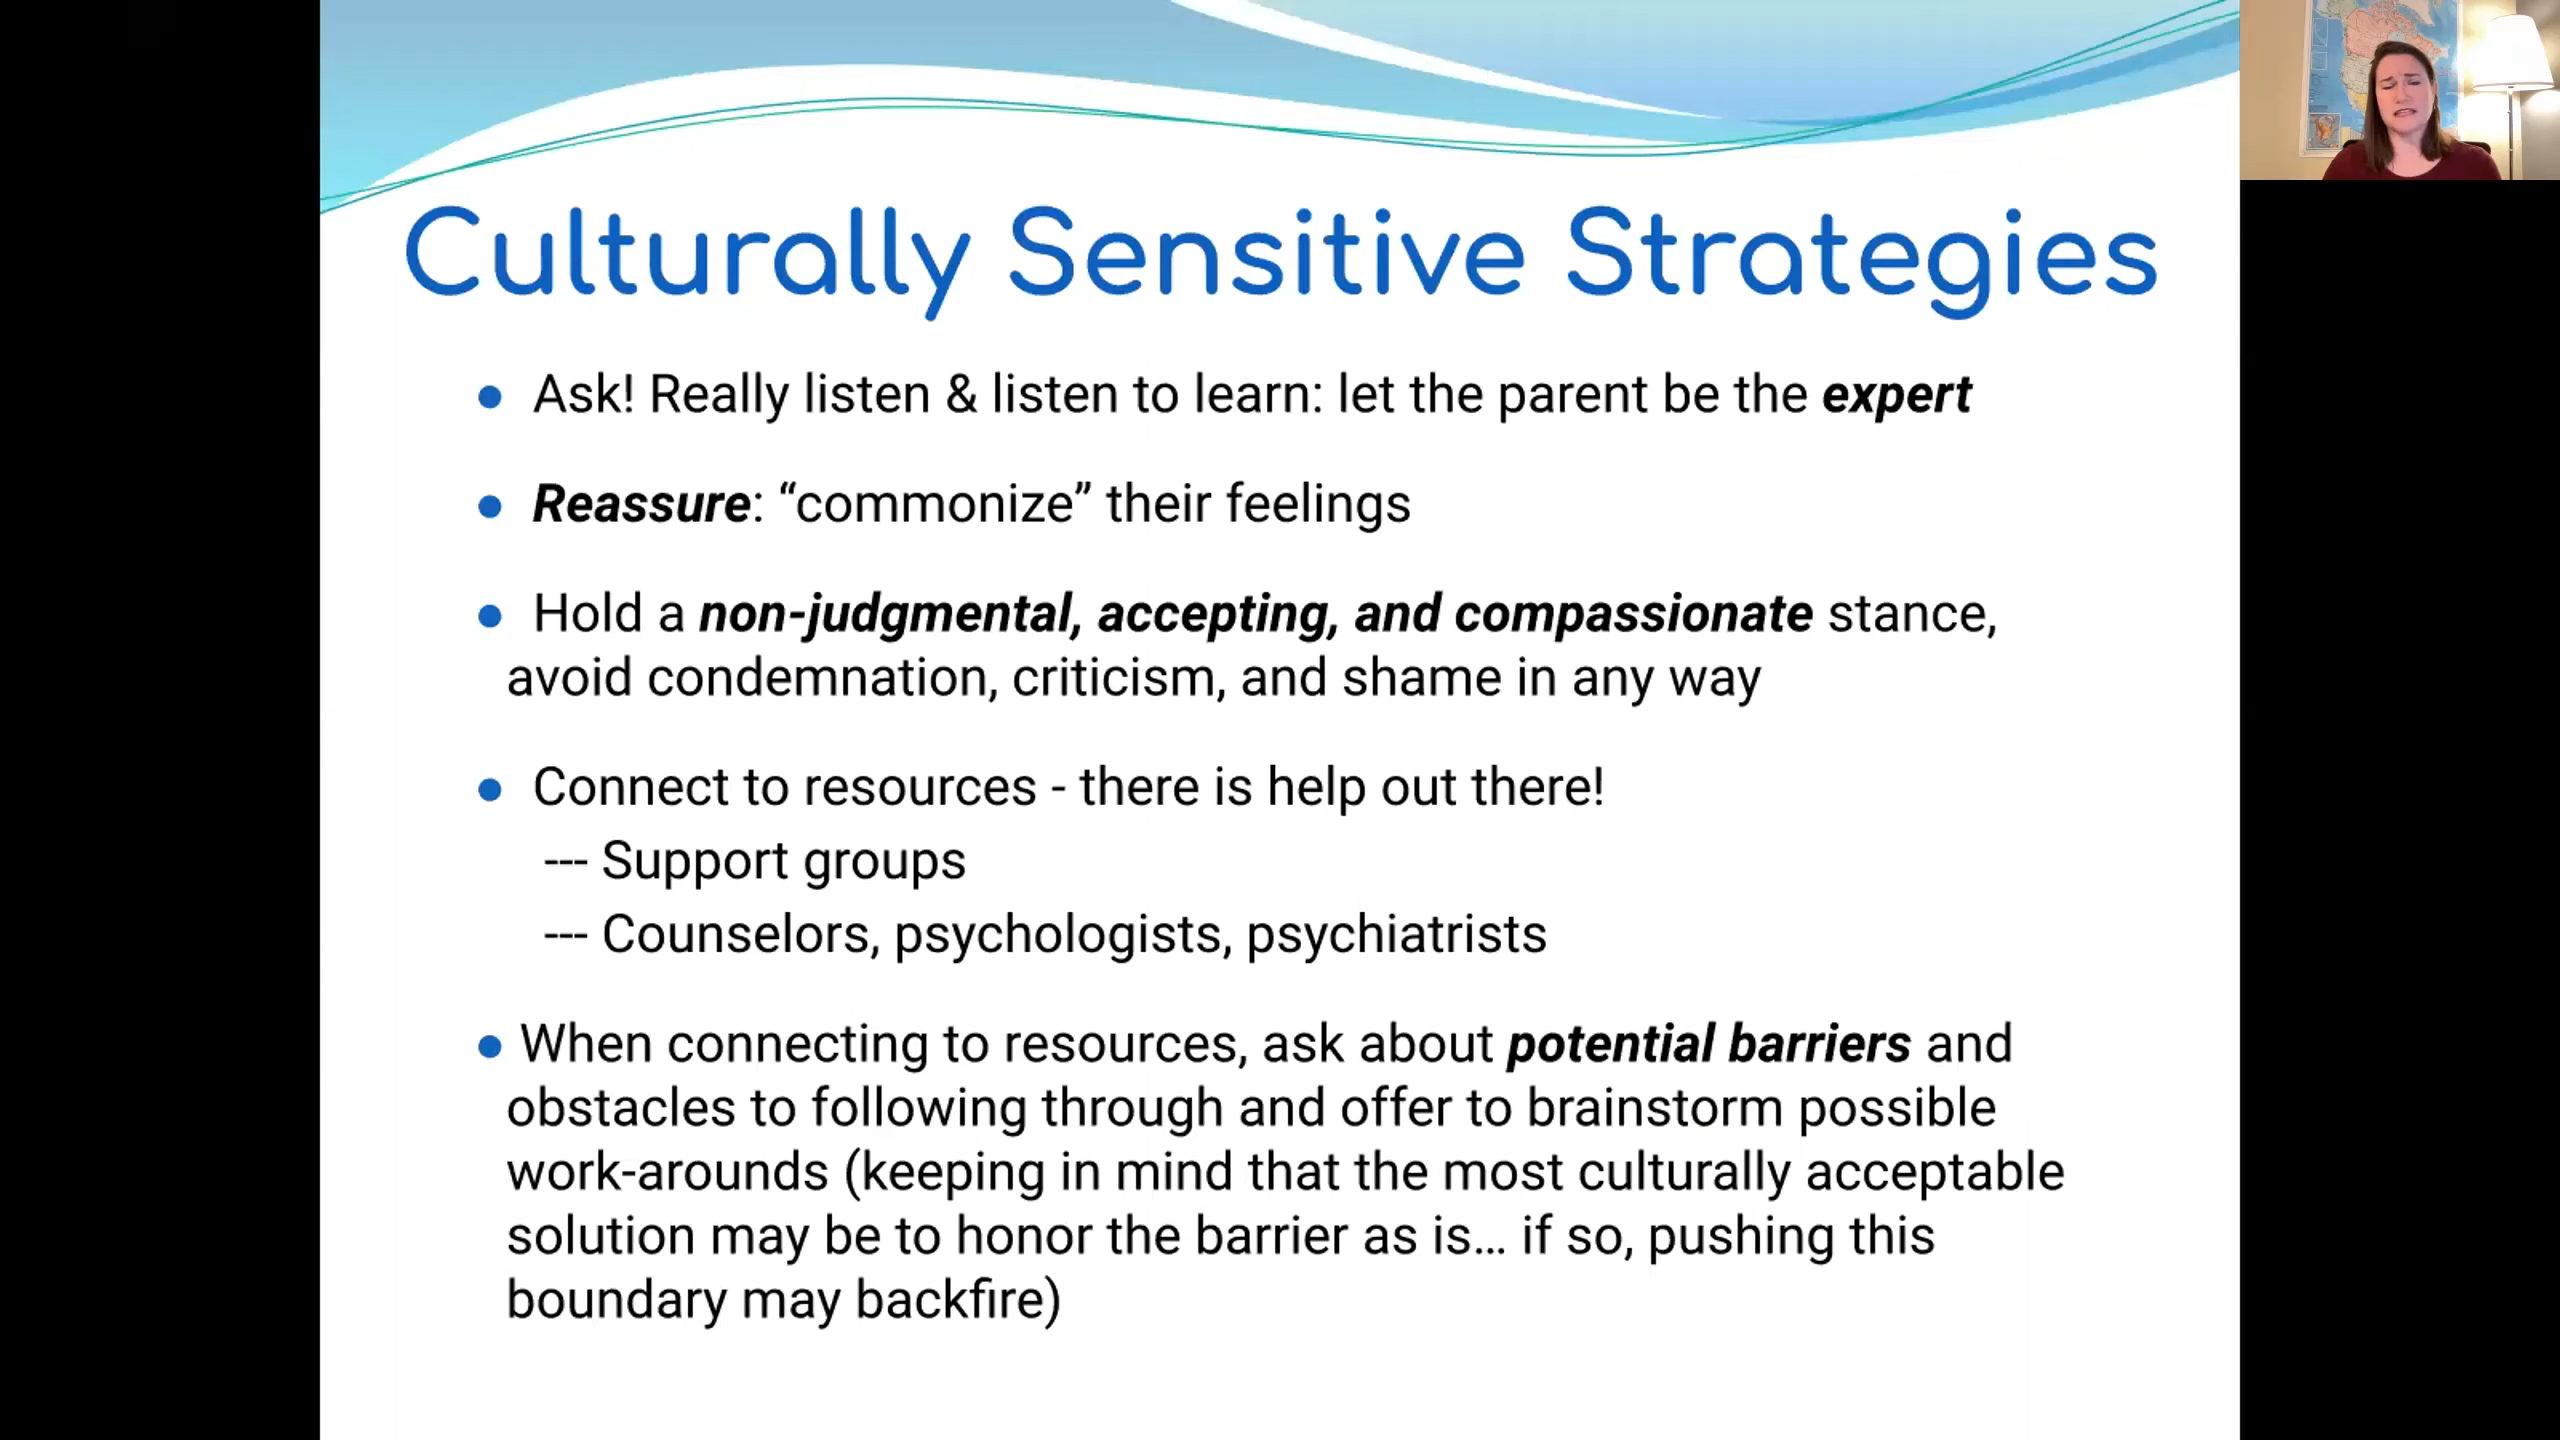 Culturally Sensitive Strategies
● Ask! Really listen & listen to learn: let the parent be the expert
● Reassure: “commonize” their feelings
● Hold a non-judgmental, accepting, and compassionate stance,
avoid condemnation, criticism, and shame in any way
● Connect to resources - there is help out there!
--- Support groups
--- Counselors, psychologists, psychiatrists
● When connecting to resources, ask about potential barriers and
obstacles to following through and offer to brainstorm possible
work-arounds (keeping in mind that the most culturally acceptable
solution may be to honor the barrier as is... if so, pushing this
boundary may backfire)